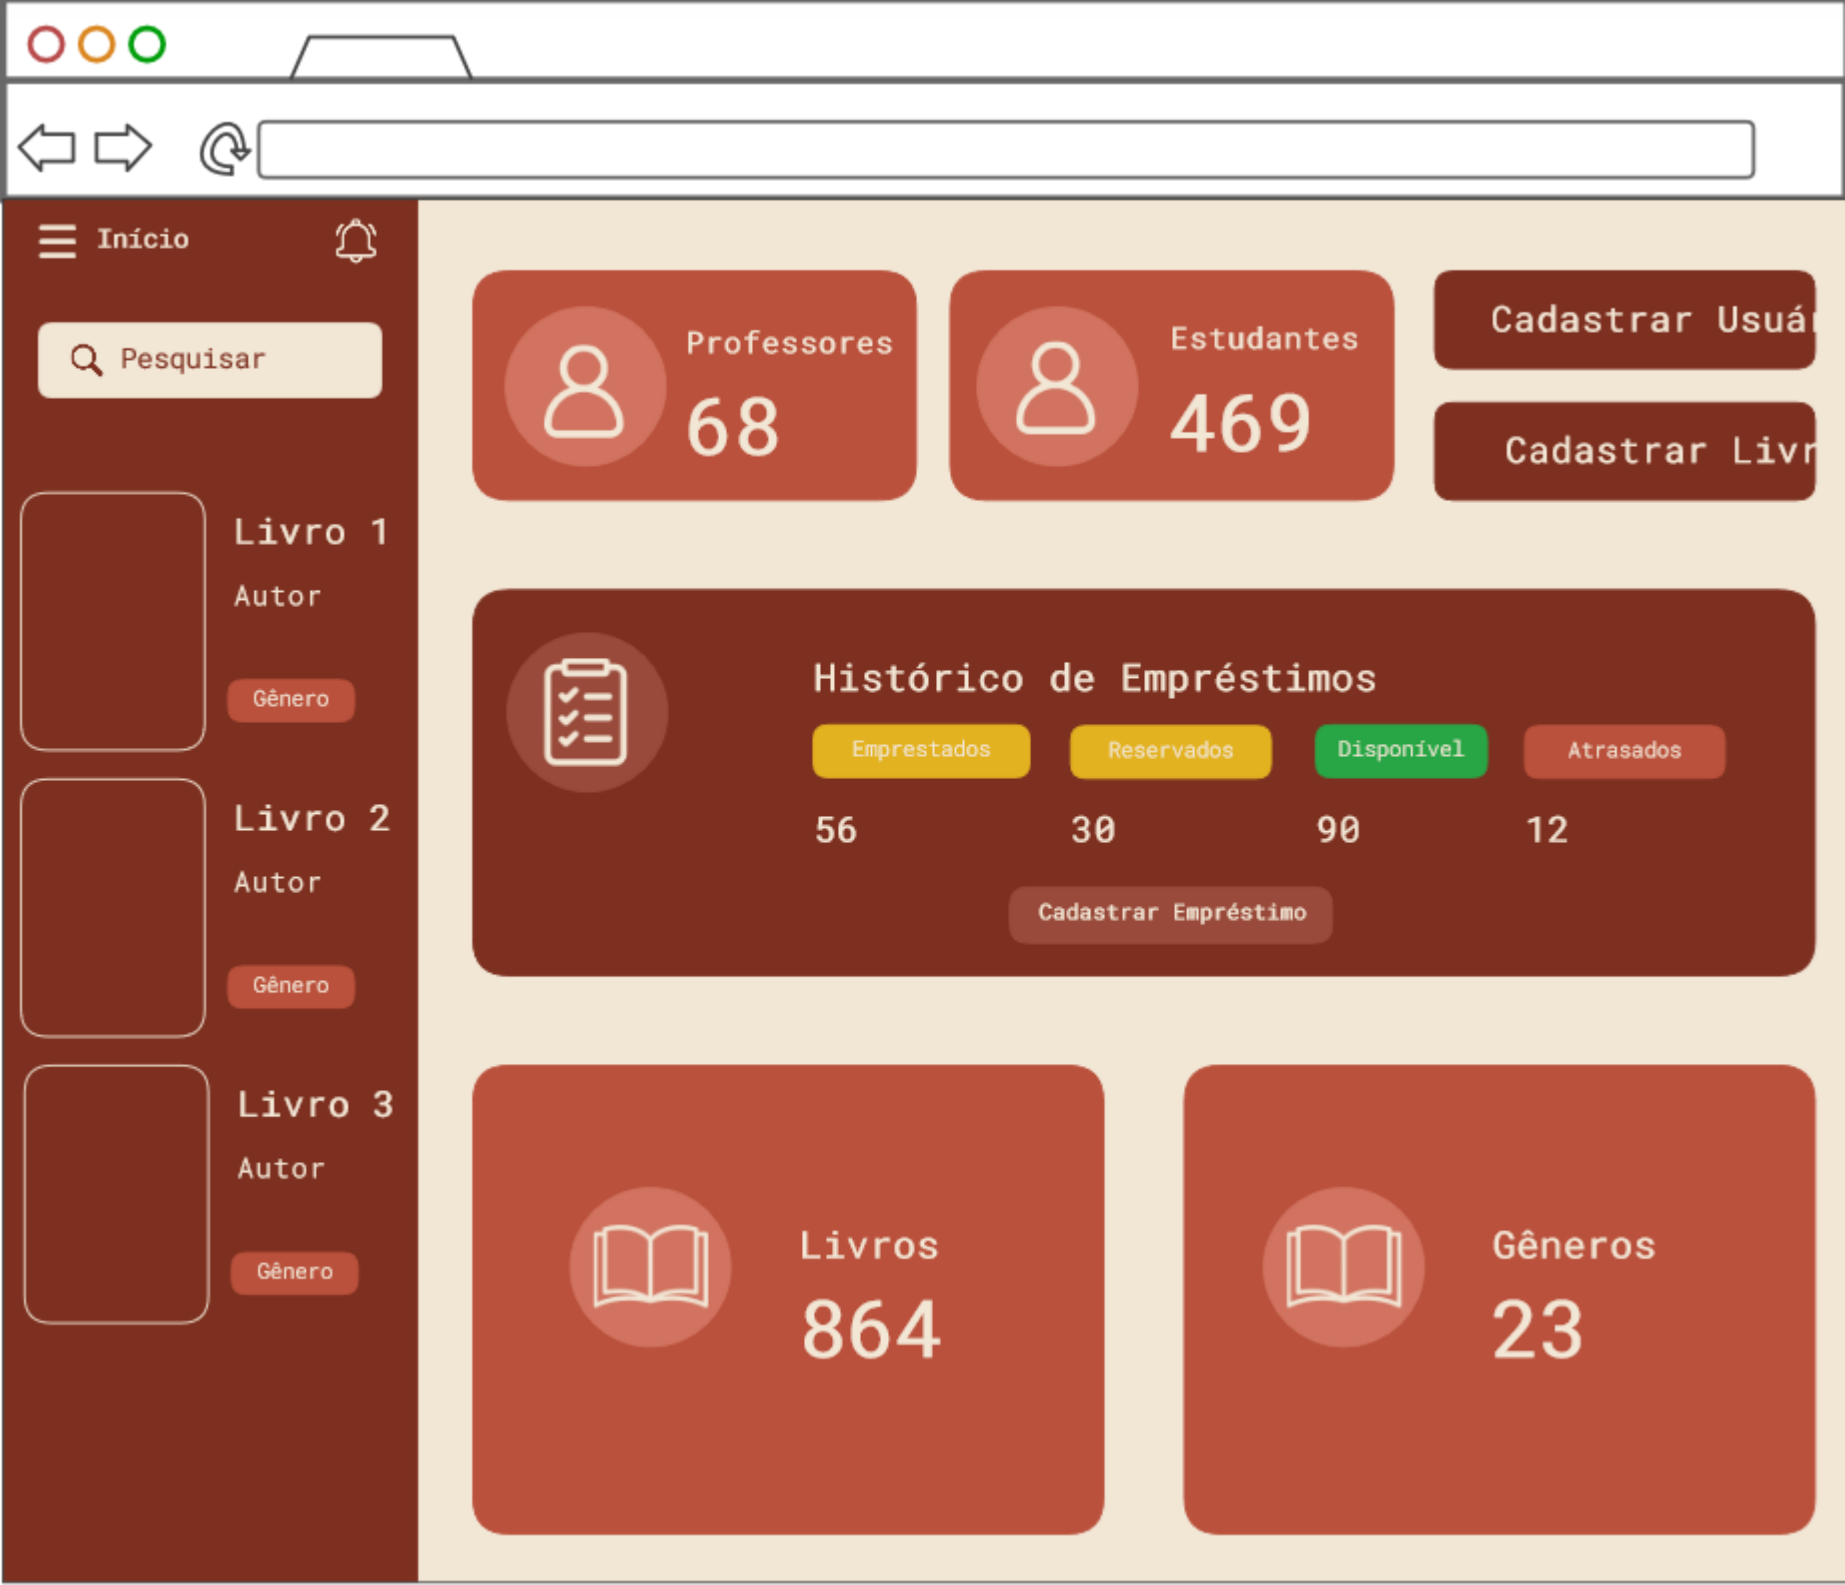 Início
Pesquisar
Livro 1
Autor
Gênero
Livro 2
Autor
Gênero
Livro 3
Autor
Gênero
Professores
68
Estudantes
469
Cadastrar Usuár
Cadastrar Livr
Histórico de Empréstimos
Emprestados Reservados Disponível Atrasados
56 30 90 12
Cadastrar Empréstimo
Livros
864
Gêneros
23